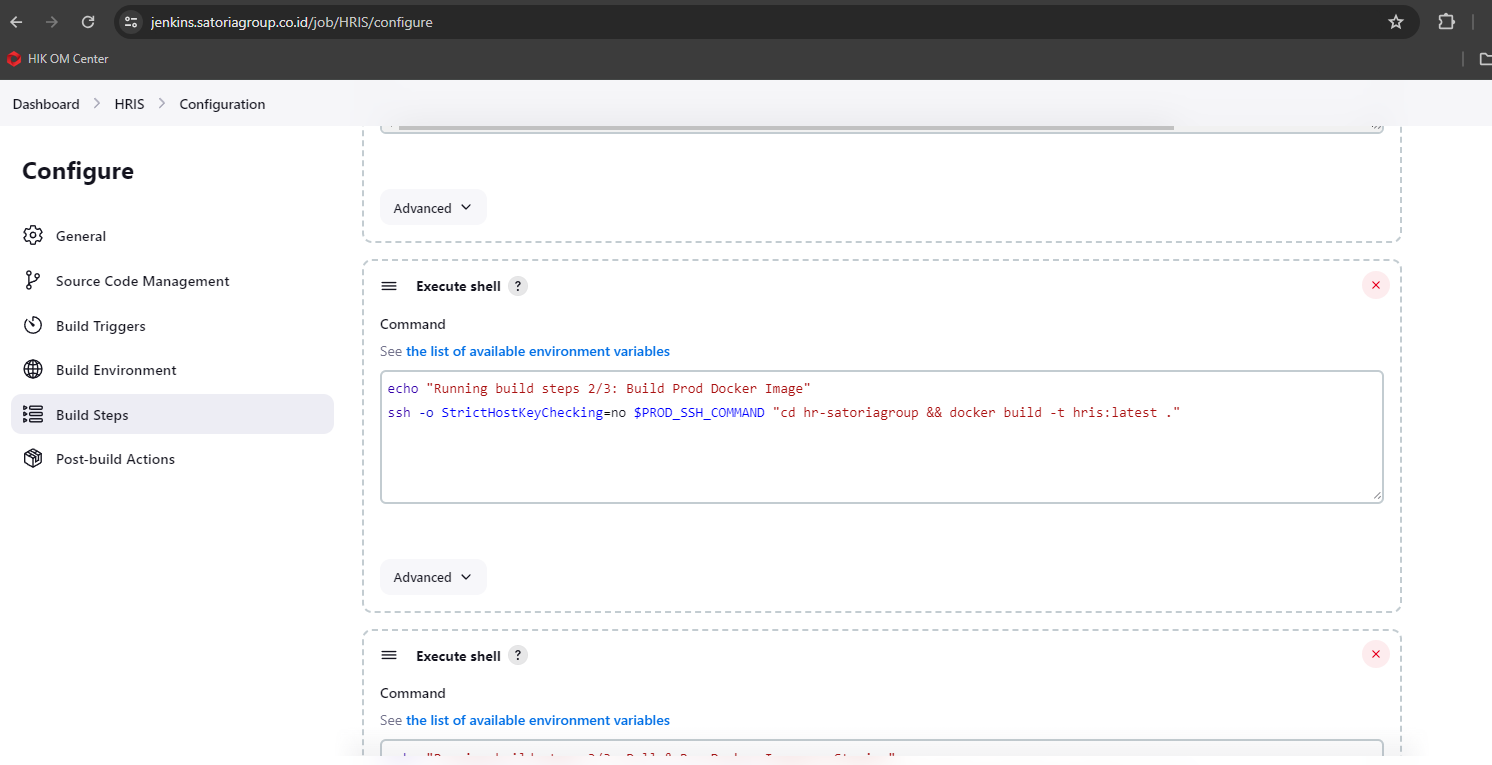 jenkins.satoriagroup.co.id/job/HRIS/configure
HIK OM Center
Dashboard > HRIS > Configuration
Configure
General
Source Code Management
Build Triggers
Build Environment
Build Steps
Post-build Actions
Advanced
Execute shell ?
Command
See the list of available environment variables
echo "Running build steps 2/3: Build Prod Docker Image"
ssh -o StrictHostKeyChecking=no $PROD_SSH_COMMAND "cd hr-satoriagroup && docker build -t hris:latest ."
Advanced
Execute shell ?
Command
See the list of available environment variables